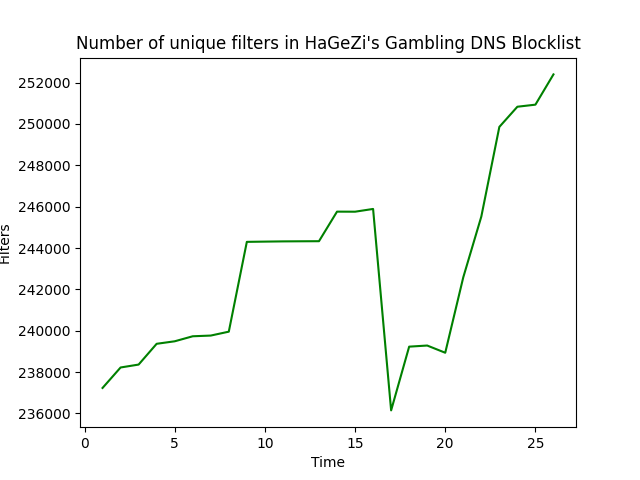 Number of unique filters in HaGeZi's Gambling DNS Blocklist
252000
250000
248000
246000
244000
242000
240000
238000
236000
Filters
0 5 10 15 20 25
Time